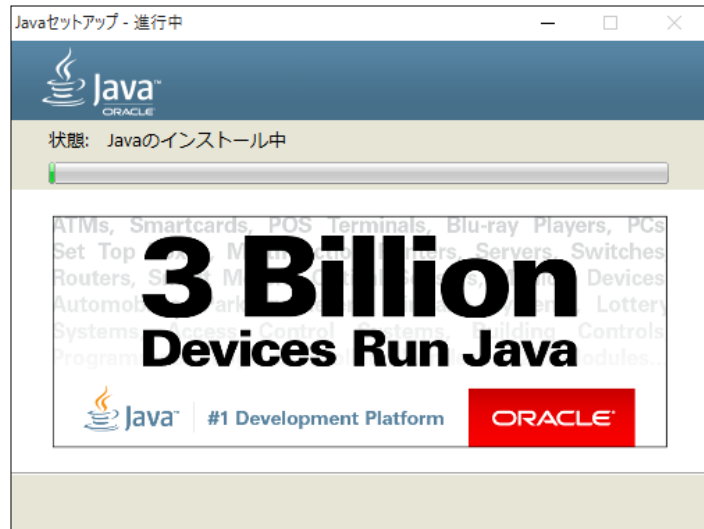 Javaセットアップ - 進行中
Java™
ORACLE
状態: Javaのインストール中
ATMs, Smartcards, POS Terminals, Blu-ray Players, PCs
Set Top Servers, Switches
Routers, Devices
Lottery
Systems Access Control Systems, Building Controls
3 Billion
Devices Run Java
Java™
#1 Development Platform
ORACLE